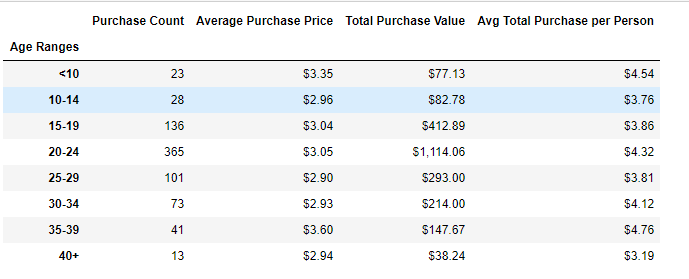 Purchase Count Average Purchase Price Total Purchase Value Avg Total Purchase per Person
Age Ranges
<10 23 $3.35 $77.13 $4.54
10-14 28 $2.96 $82.78 $3.76
15-19 136 $3.04 $412.89 $3.86
20-24 365 $3.05 $1,114.06 $4.32
25-29 101 $2.90 $293.00 $3.81
30-34 73 $2.93 $214.00 $4.12
35-39 41 $3.60 $147.67 $4.76
40+ 13 $2.94 $38.24 $3.19